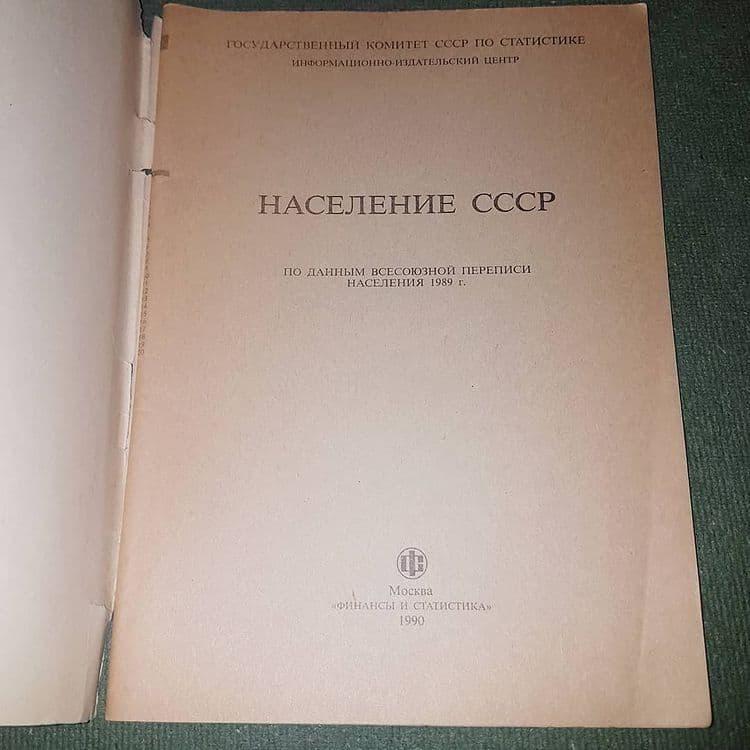 ГОСУДАРСТВЕННЫЙ КОМИТЕТ СССР ПО СТАТИСТИКЕ
ИНФОРМАЦИОННО-ИЗДАТЕЛЬСКИЙ ЦЕНТР
НАСЕЛЕНИЕ СССР
ПО ДАННЫМ ВСЕСОЮЗНОЙ ПЕРЕПИСИ
НАСЕЛЕНИЯ 1989 г.
Москва
«ФИНАНСЫ И СТАТИСТИКА»
1990